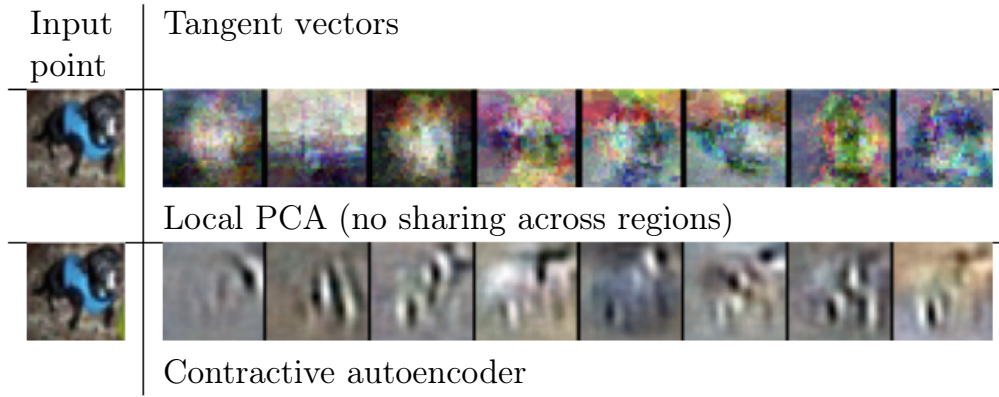 Input
point
Tangent vectors
Local PCA (no sharing across regions)
Contractive autoencoder